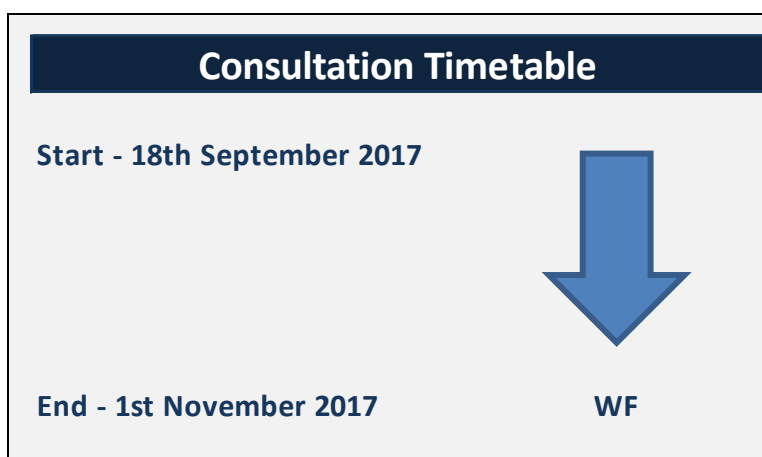 Consultation Timetable
Start - 18th September 2017
End - 1st November 2017 WF